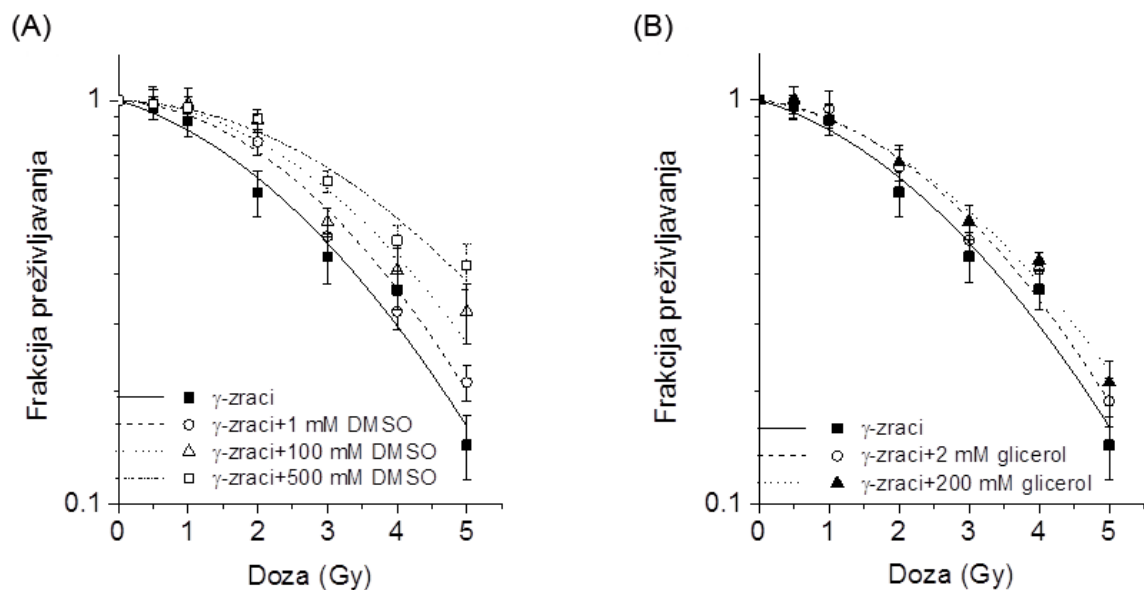 (A)
1
0.1
Frakcija preživljavanja
γ-zraci
γ-zraci+1 mM DMSO
γ-zraci+100 mM DMSO
γ-zraci+500 mM DMSO
0 1 2 3 4 5
Doza (Gy)
(B)
1
0.1
Frakcija preživljavanja
γ-zraci
γ-zraci+2 mM glicerol
γ-zraci+200 mM glicerol
0 1 2 3 4 5
Doza (Gy)